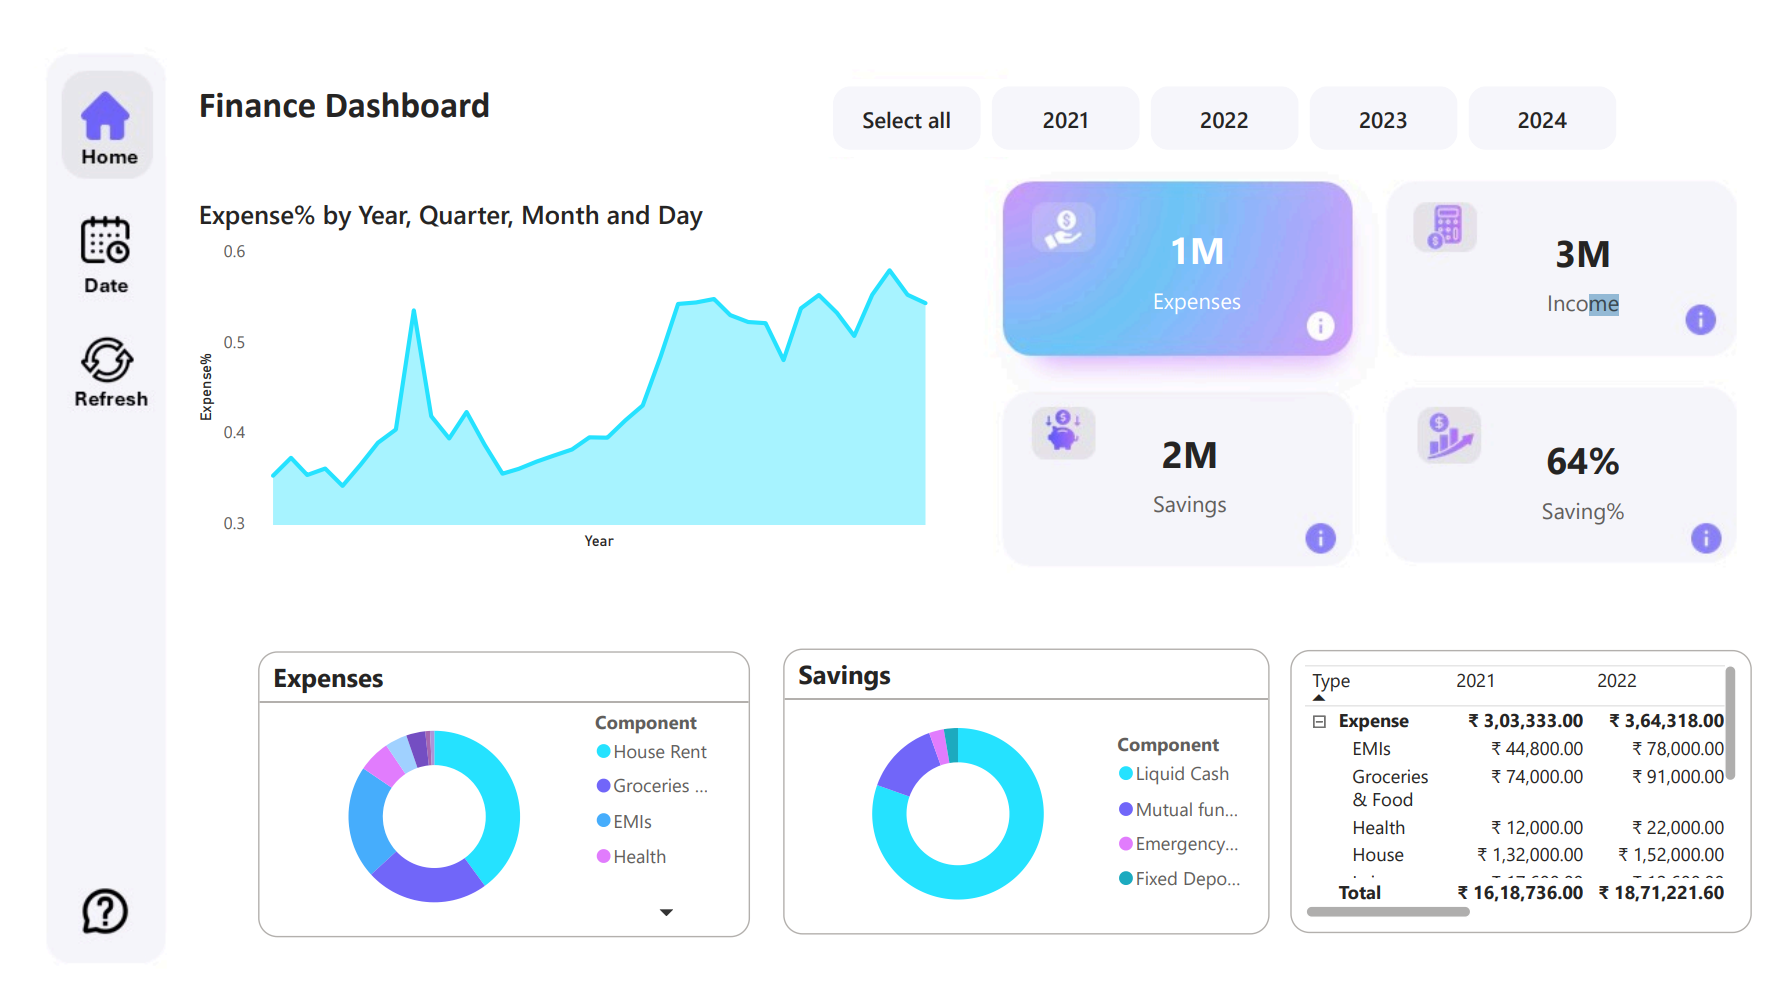 Home
Date
Refresh
Finance Dashboard
Select all
2021
2022
2023
2024
Expense% by Year, Quarter, Month and Day
0.6
0.5
0.4
0.3
Expense%
Year
1M
Expenses
3M
Income
2M
Savings
64%
Saving%
Expenses
Component
House Rent
Groceries ...
EMIs
Health
Savings
Component
Liquid Cash
Mutual fun...
Emergency...
Fixed Depo...
Type 2021 2022
Expense ₹ 3,03,333.00 ₹ 3,64,318.00
EMIs ₹ 44,800.00 ₹ 78,000.00
Groceries ₹ 74,000.00 ₹ 91,000.00
& Food
Health ₹ 12,000.00 ₹ 22,000.00
House ₹ 1,32,000.00 ₹ 1,52,000.00
Total ₹ 16,18,736.00 ₹ 18,71,221.60